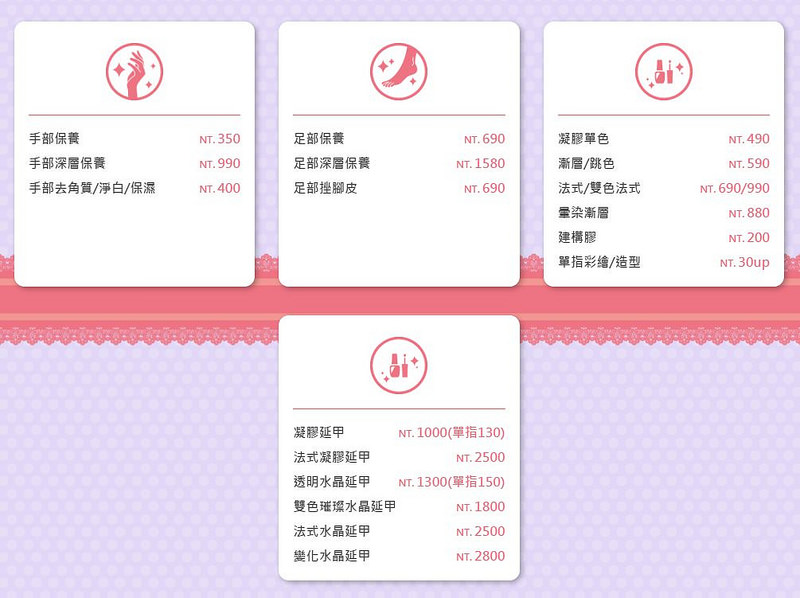 手部保養 NT. 350
手部深層保養 NT. 990
手部去角質/淨白/保濕 NT. 400
足部保養 NT. 690
足部深層保養 NT. 1580
足部挫腳皮 NT. 690
凝膠單色 NT. 490
漸層/跳色 NT. 590
法式/雙色法式 NT. 690/990
暈染漸層 NT. 880
建構膠 NT. 200
單指彩繪/造型 NT. 30up
凝膠延甲 NT. 1000(單指130)
法式凝膠延甲 NT. 2500
透明水晶延甲 NT. 1300(單指150)
雙色璀璨水晶延甲 NT. 1800
法式水晶延甲 NT. 2500
變化水晶延甲 NT. 2800